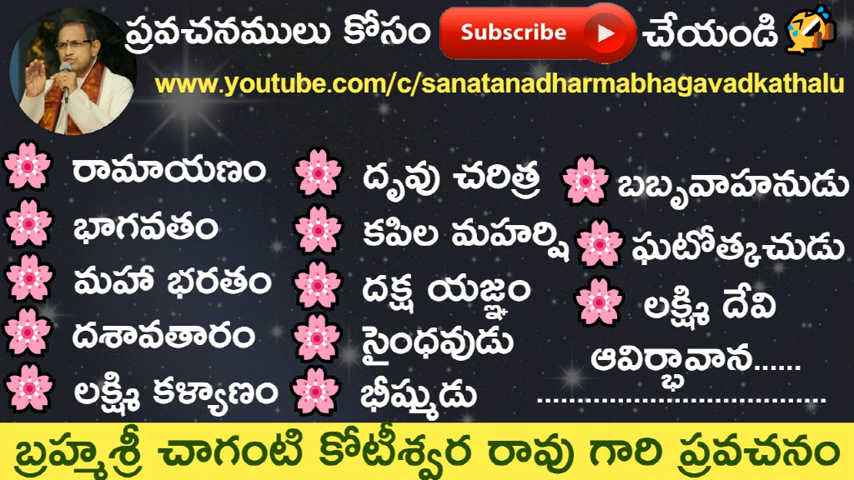 ప్రవచనములు కోసం Subscribe చేయండి
www.youtube.com/c/sanatanadharmabhagavadkathalu
రామాయణం
భాగవతం
మహా భరతం
దశావతారం
లక్ష్మి కళ్యాణం
దృవు చరిత్ర
కపిల మహర్షి
దక్ష యజ్ఞం
సైంధవుడు
భీష్ముడు
బబృవాహనుడు
ఘటోత్కచుడు
లక్ష్మి దేవి
ఆవిర్భావాన......
..................................
బ్రహ్మశ్రీ చాగంటి కోటీశ్వర రావు గారి ప్రవచనం